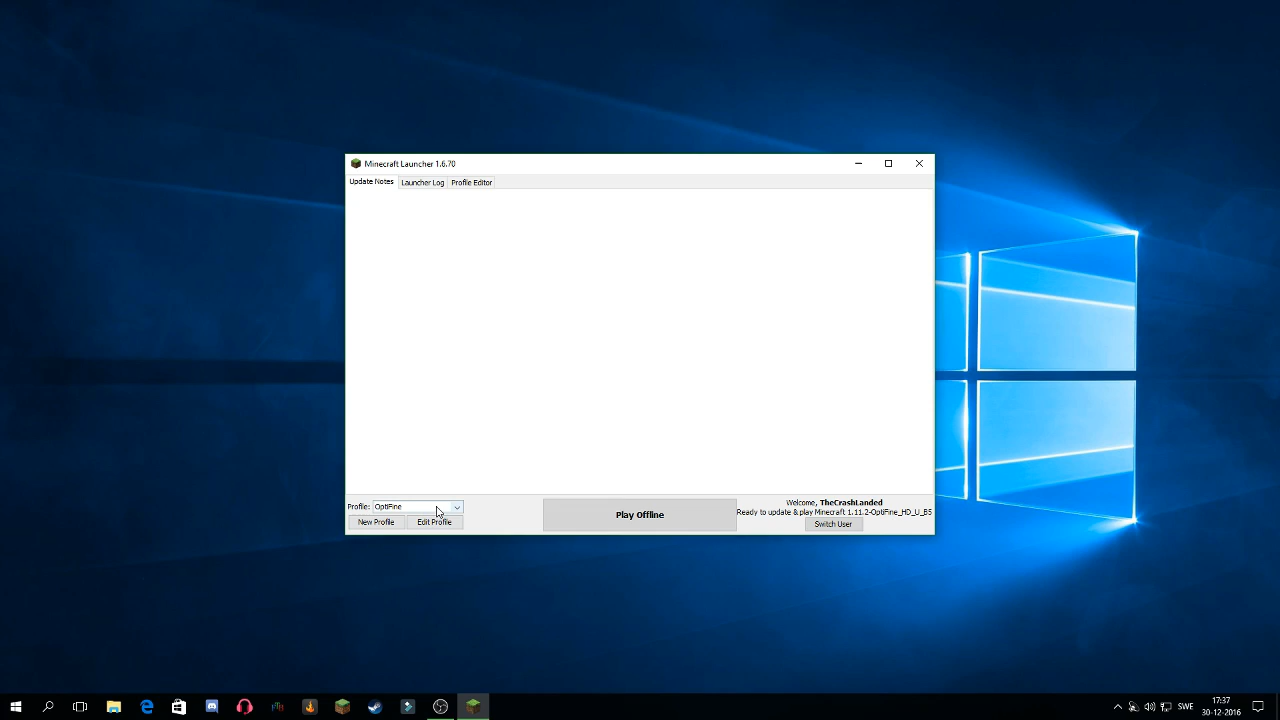 Minecraft Launcher 1.6.70
Update Notes Launcher Log Profile Editor
Profile: OptiFine
New Profile Edit Profile
Play Offline
Welcome, TheCrashLanded
Ready to update & play Minecraft 1.11.2-OptiFine_HD_U_B5
Switch User
SWE
17:37
30-12-2016